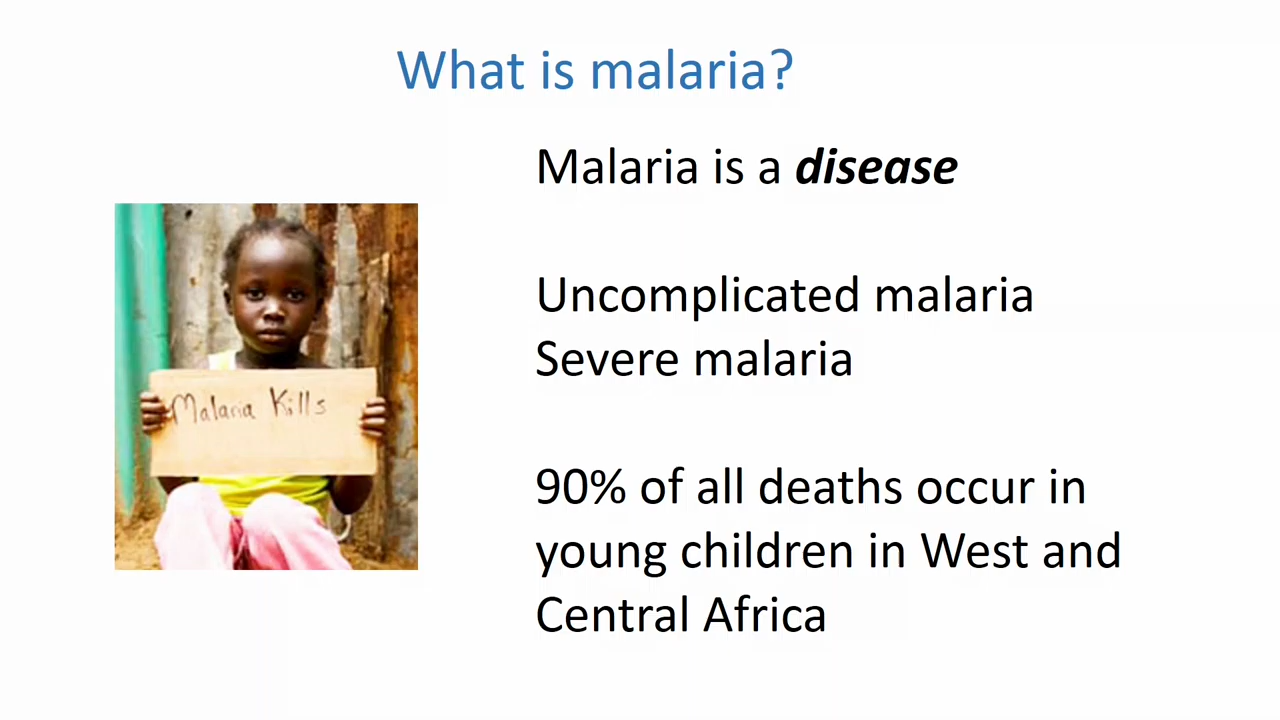 What is malaria?
Malaria is a disease
Malaria Kills
Uncomplicated malaria
Severe malaria
90% of all deaths occur in
young children in West and
Central Africa